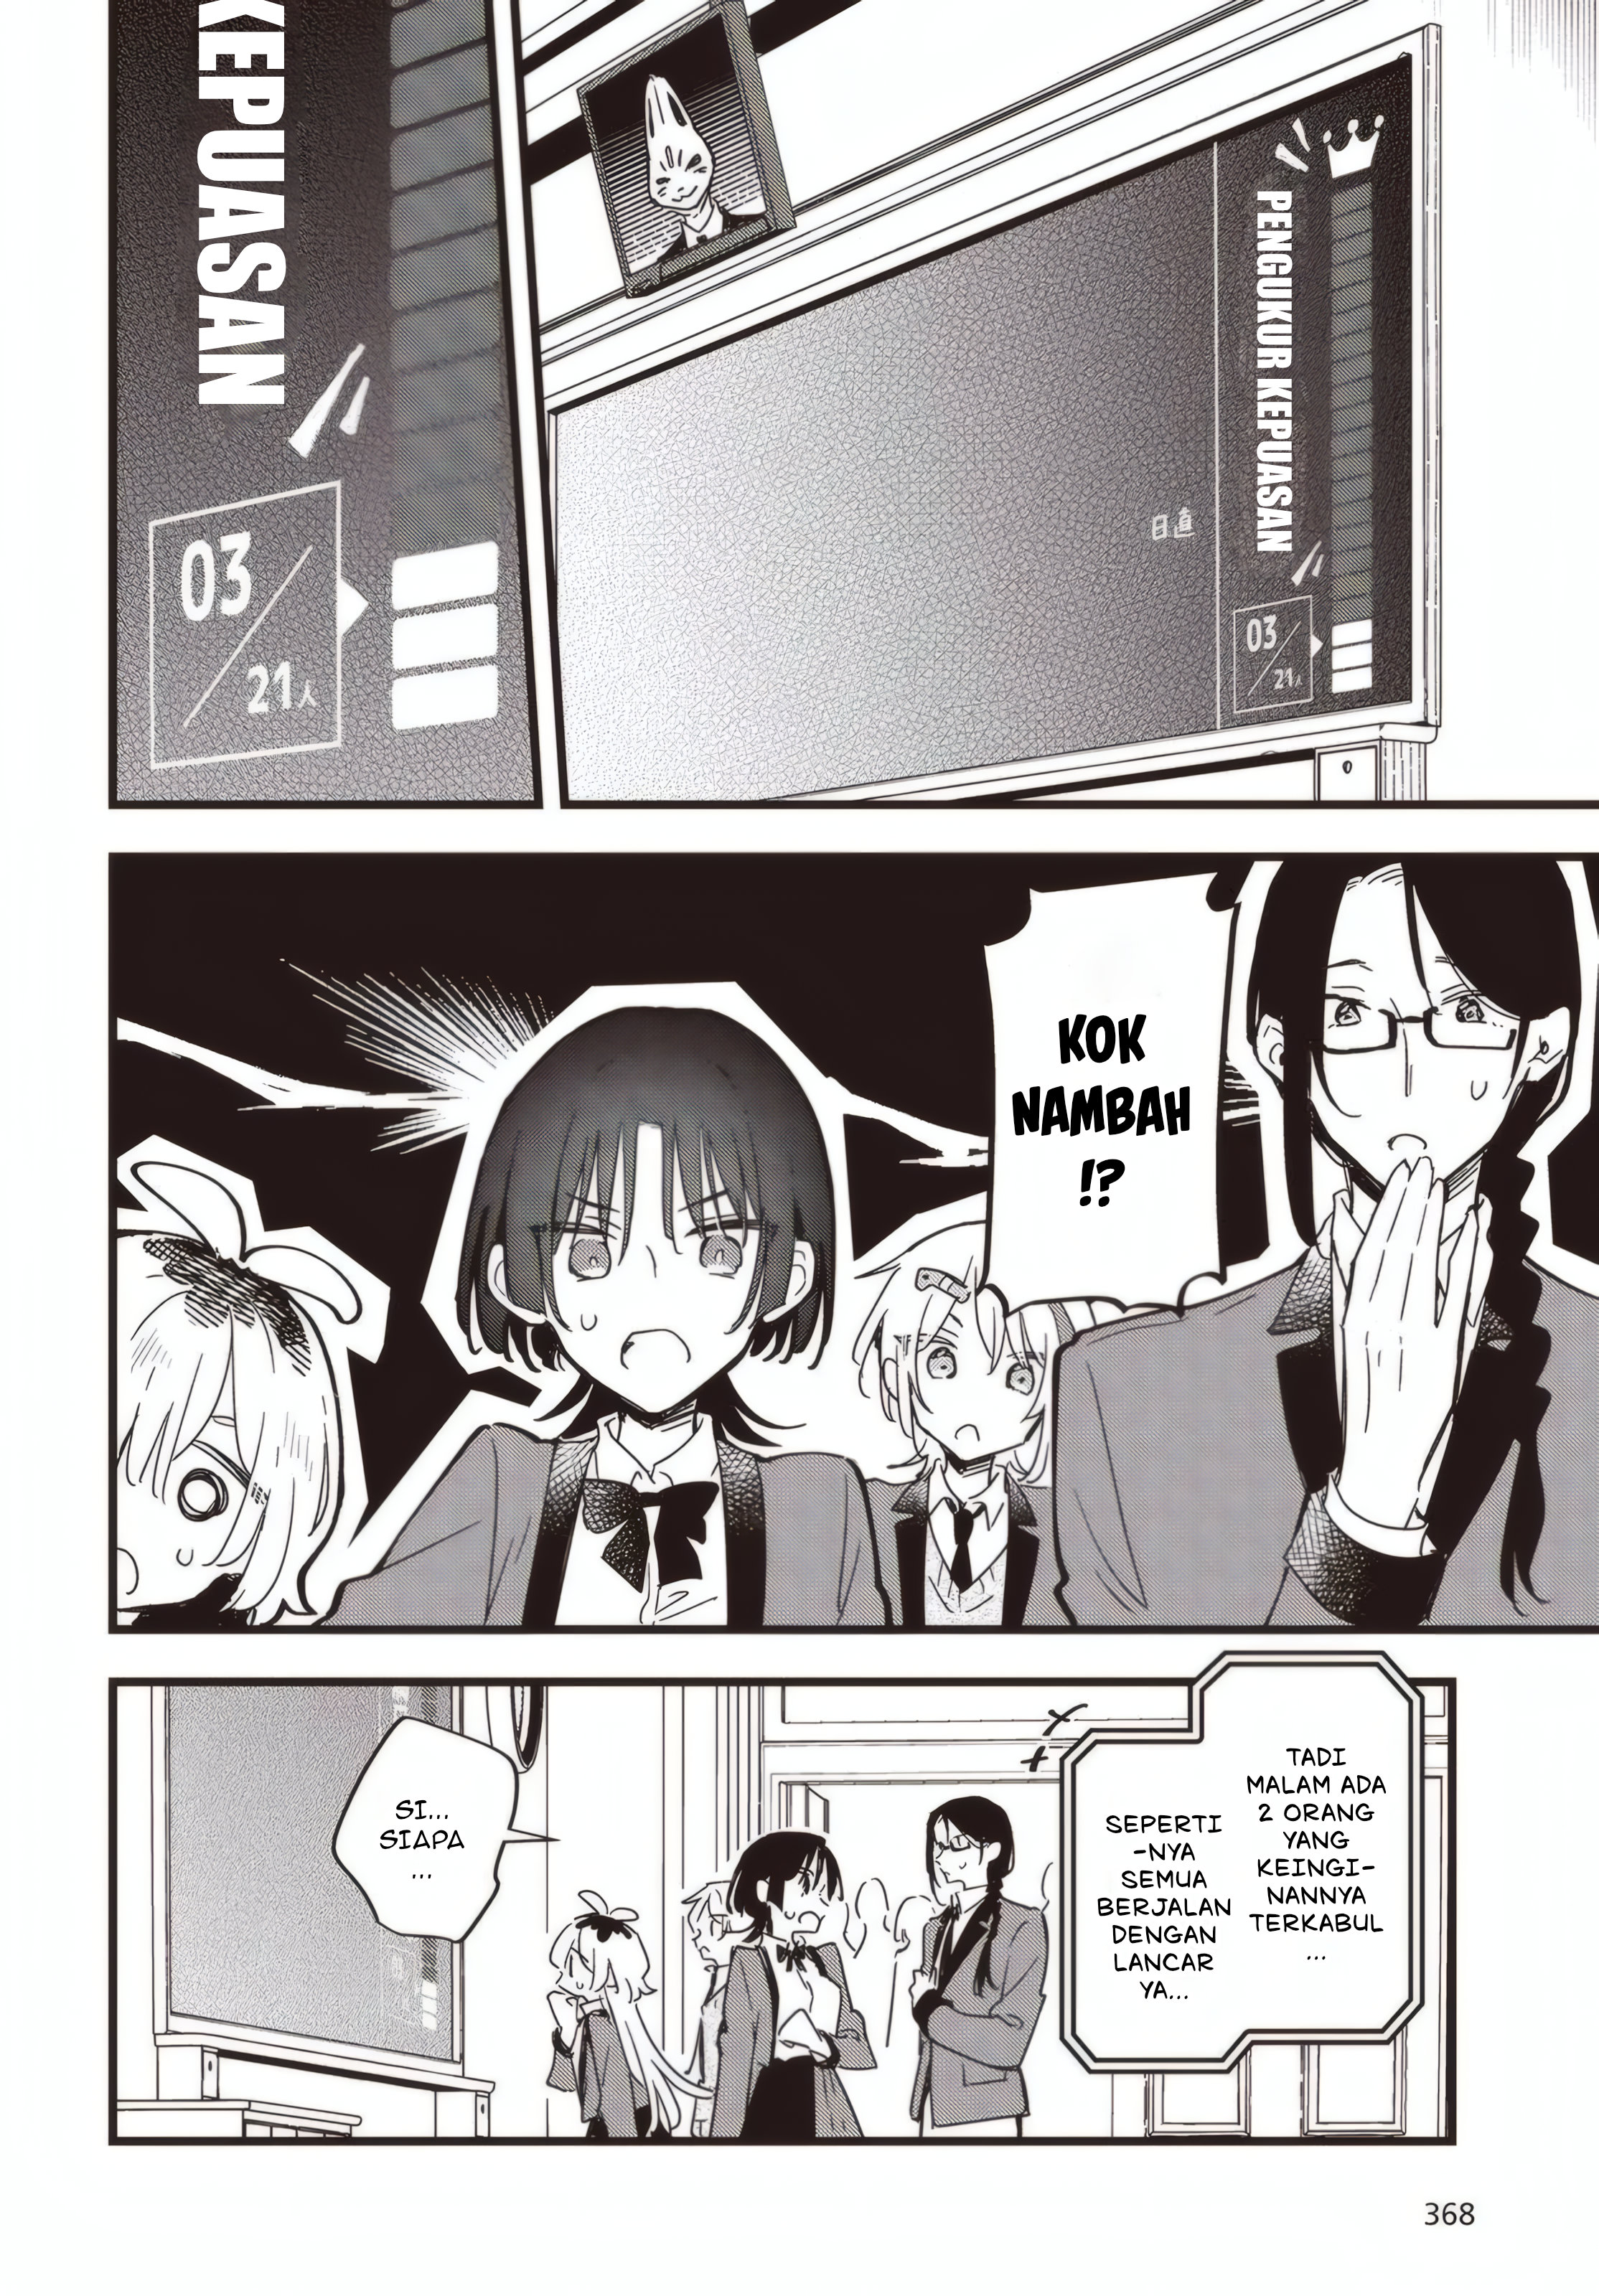 PENGUKUR KEPUASAN
日直
03
21人
KEPUASAN
03
21人
KOK
NAMBAH
!?
TADI
MALAM ADA
2 ORANG
YANG
KEINGI-
NANNYA
TERKABUL
...
SEPERTI
-NYA
SEMUA
BERJALAN
DENGAN
LANCAR
YA...
SI...
SIAPA
...
368